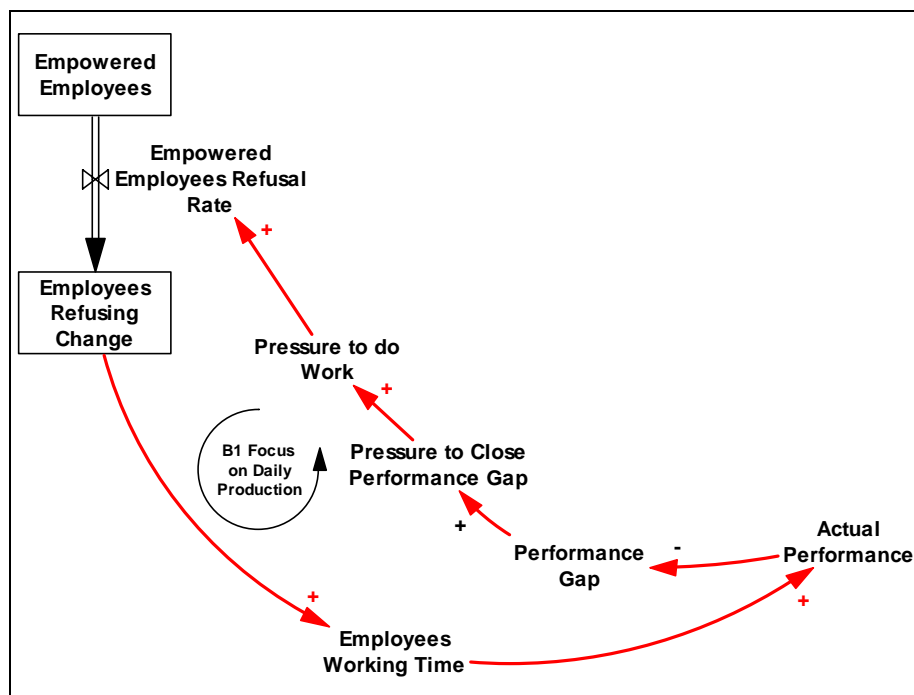 Empowered
Employees
Empowered
Employees Refusal
Rate
+
Employees
Refusing
Change
Pressure to do
Work
+
B1 Focus
on Daily
Production
Pressure to Close
Performance Gap
+
Performance
Gap
-
Actual
Performance
+
+
Employees
Working Time